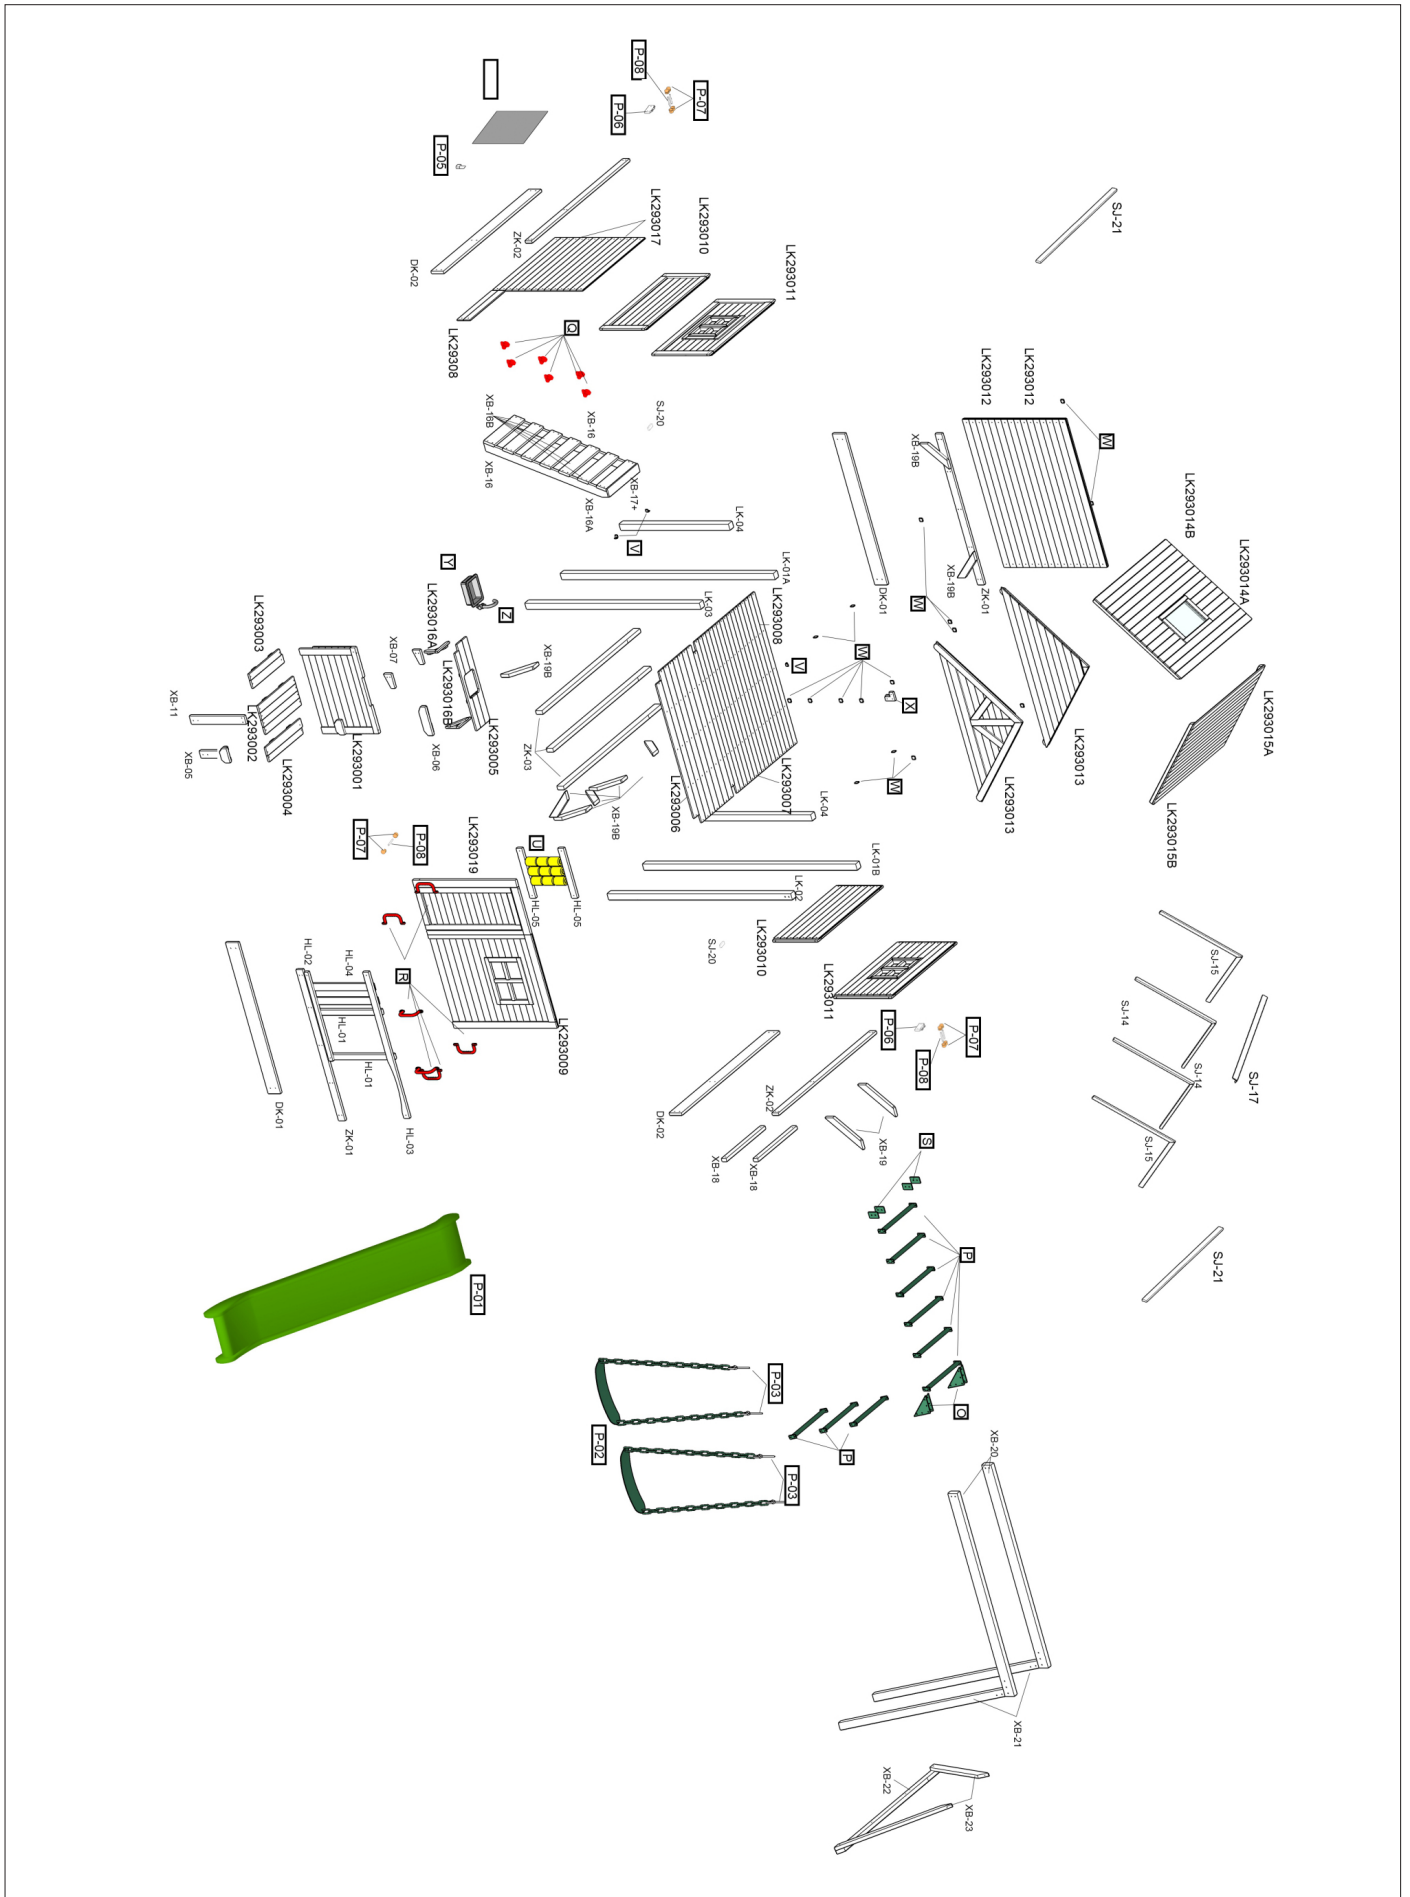 LK293015A
SJ-17
LK293014A
SJ-21
SJ-15
SJ-14
LK293014B
LK293015B
SJ-15
SJ-14
SJ-21
W
LK293013
LK293012
XB-21
LK293013
XB-20
LK293012
ZK-01
P-07
XB-23
P
O
XB-19B
P
S
P-08
W
XB-19B
X
W
P-06
XB-22
DK-01
XB-19
LK-01B
W
LK293011
LK-04
V
LK-02
P-03
LK293011
LK293007
LK-01A
LK293008
P-03
ZK-02
LK293010
XB-18
LK-04
XB-18
SJ-20
LK293010
P-07
LK-03
LK293006
DK-02
SJ-20
LK293017
P-08
V
XB-17+
P-06
XB-19B
P-02
XB-16
XB-16A
HL-05
Q
LK293009
XB-19B
U
HL-05
ZK-03
ZK-02
Z
LK293005
XB-16B
XB-16
P-01
LK293019
LK29308
Y
LK293016B
P-05
XB-06
LK293016A
P-08
DK-02
HL-03
R
XB-07
HL-01
P-07
LK293001
HL-04
ZK-01
HL-01
HL-02
LK293004
DK-01
LK293003
LK293002
XB-05
XB-11